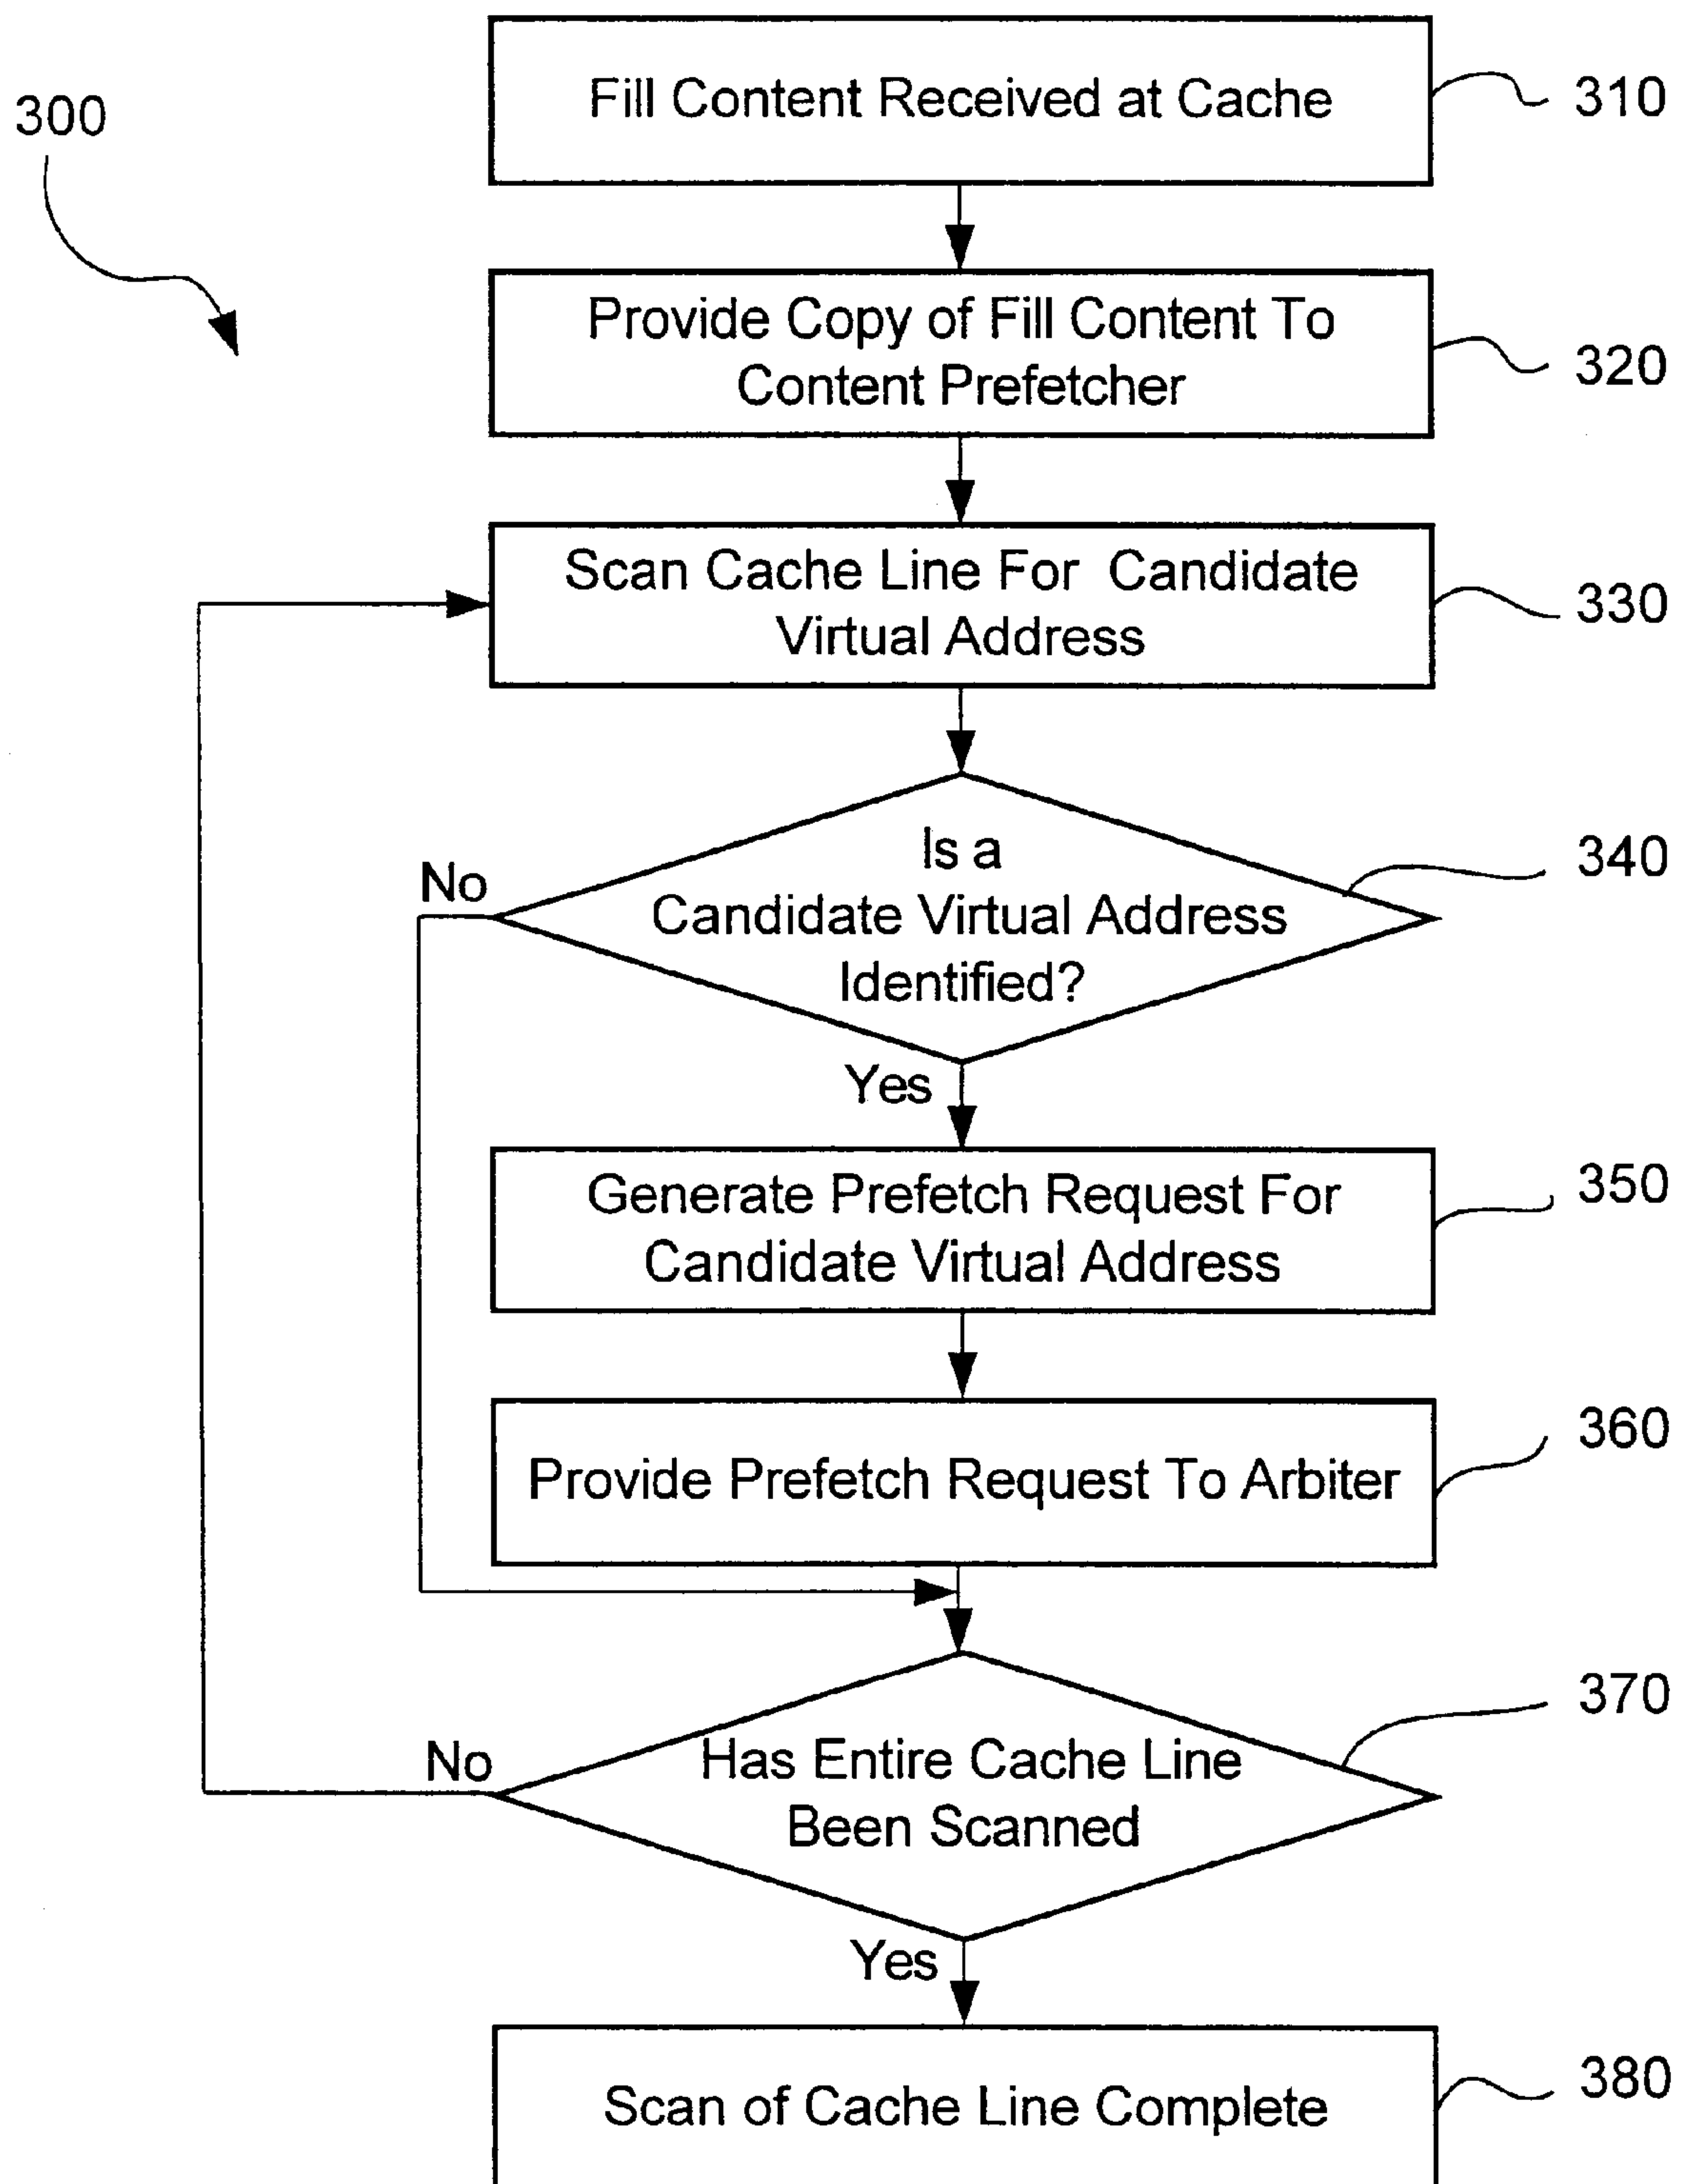 300
Fill Content Received at Cache
310
Provide Copy of Fill Content To
Content Prefetcher
320
Scan Cache Line For Candidate
Virtual Address
330
Is a
Candidate Virtual Address
Identified?
340
No
Yes
Generate Prefetch Request For
Candidate Virtual Address
350
Provide Prefetch Request To Arbiter
360
Has Entire Cache Line
Been Scanned
370
No
Yes
Scan of Cache Line Complete
380